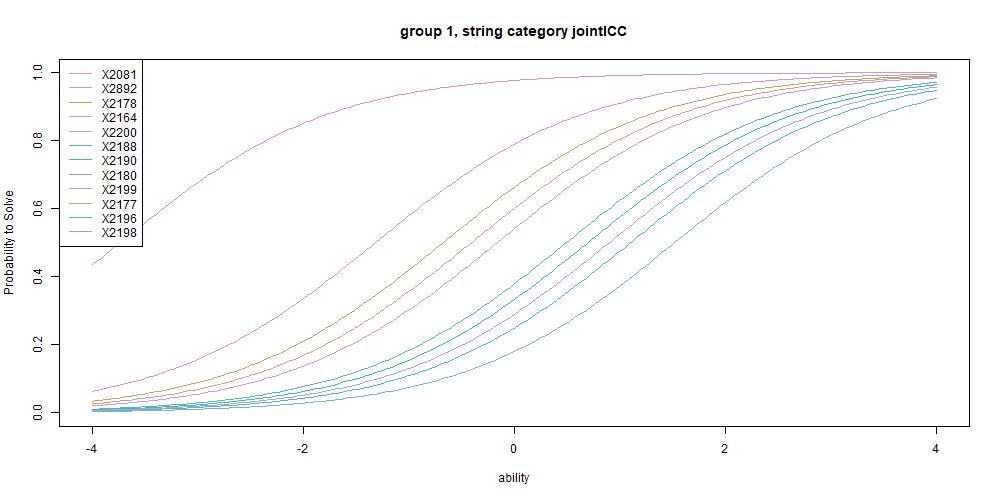 group 1, string category jointICC
X2081
X2892
X2178
X2164
X2200
X2188
X2190
X2180
X2199
X2177
X2196
X2198
Probability to Solve
1.0
0.8
0.6
0.4
0.2
0.0
-4
-2
0
2
4
ability